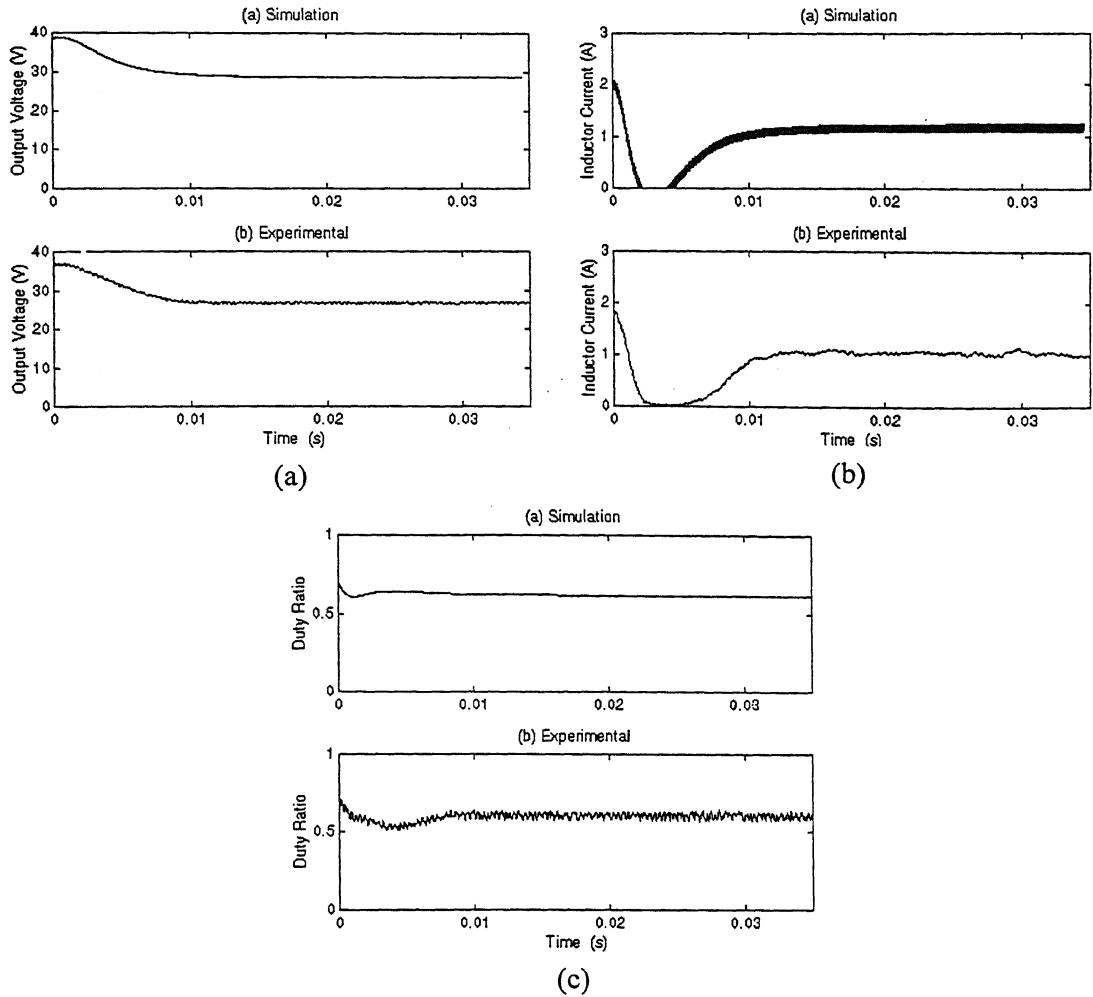 (a) Simulation
Output Voltage (V)
40
30
20
10
0
0 0.01 0.02 0.03
(b) Experimental
Output Voltage (V)
40
30
20
10
0
0 0.01 0.02 0.03
Time (s)
(a)
(a) Simulation
Inductor Current (A)
3
2
1
0
0 0.01 0.02 0.03
(b) Experimental
Inductor Current (A)
3
2
1
0
0 0.01 0.02 0.03
Time (s)
(b)
(a) Simulation
Duty Ratio
1
0.5
0
0 0.01 0.02 0.03
(b) Experimental
Duty Ratio
1
0.5
0
0 0.01 0.02 0.03
Time (s)
(c)